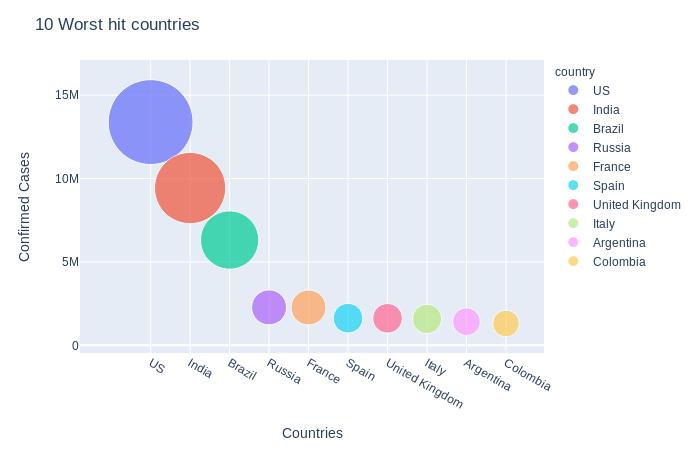 10 Worst hit countries
Confirmed Cases
15M
10M
5M
0
US
India
Brazil
Russia
France
Spain
United Kingdom
Italy
Argentina
Colombia
Countries
country
US
India
Brazil
Russia
France
Spain
United Kingdom
Italy
Argentina
Colombia